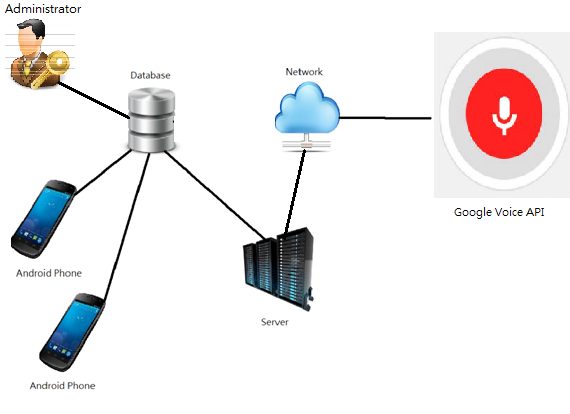 Administrator
Database
Network
Google Voice API
Android Phone
Server
Android Phone